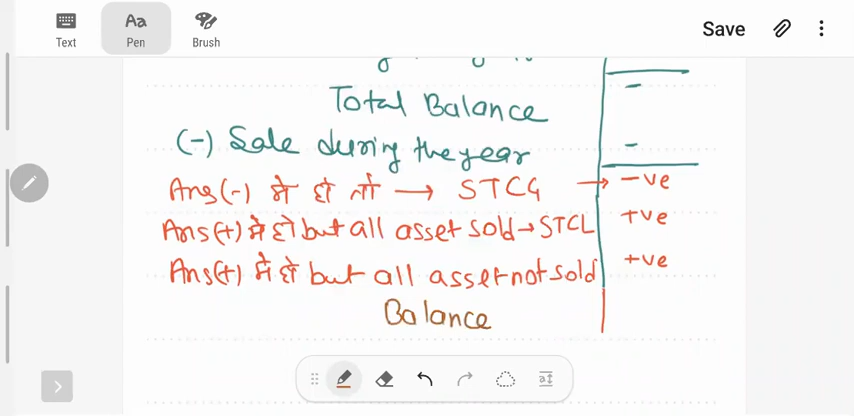 Text
Aa
Pen
Brush
Save
Total Balance
(-) Sale during the year
Ans(-) में हो तो → STCG → -ve
Ans(+) में हो but all asset sold → STCL +ve
Ans(+) में हो but all asset not sold +ve
Balance